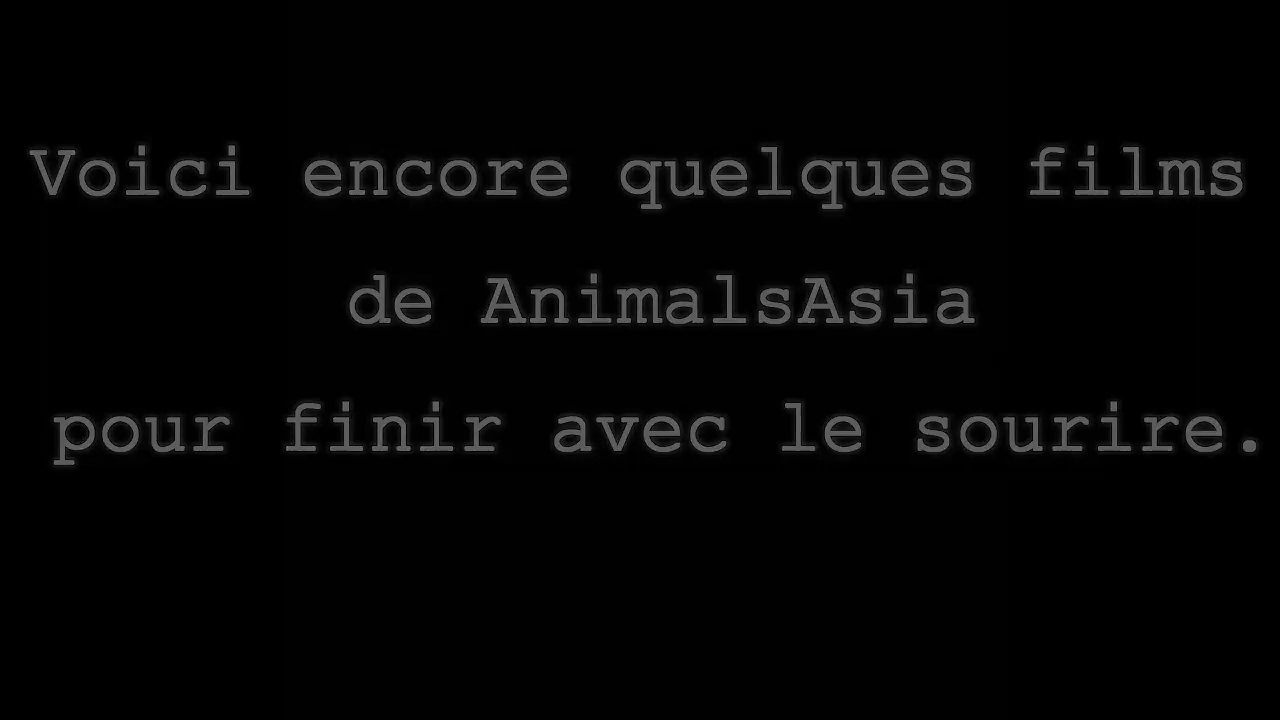 Voici encore quelques films
de AnimalsAsia
pour finir avec le sourire.